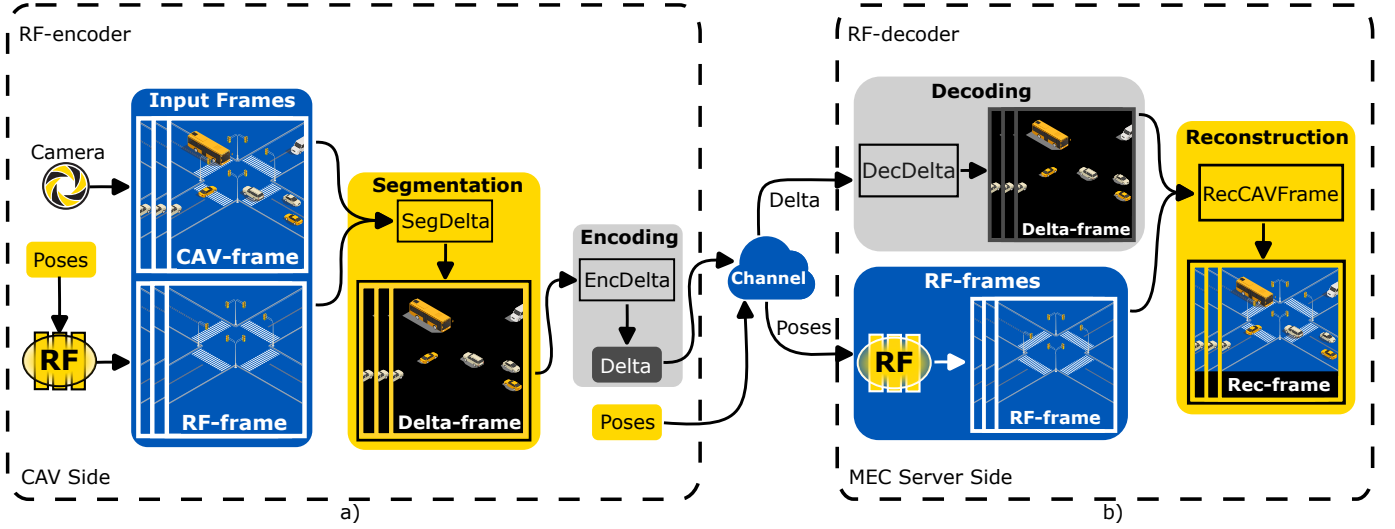 RF-encoder
Input Frames
Camera
CAV-frame
Poses
RF
RF-frame
Segmentation
SegDelta
Delta-frame
Encoding
EncDelta
Delta
Poses
CAV Side
a)
Channel
Delta
Poses
RF-decoder
Decoding
DecDelta
Delta-frame
RF-frames
RF
RF-frame
Reconstruction
RecCAVFrame
Rec-frame
MEC Server Side
b)